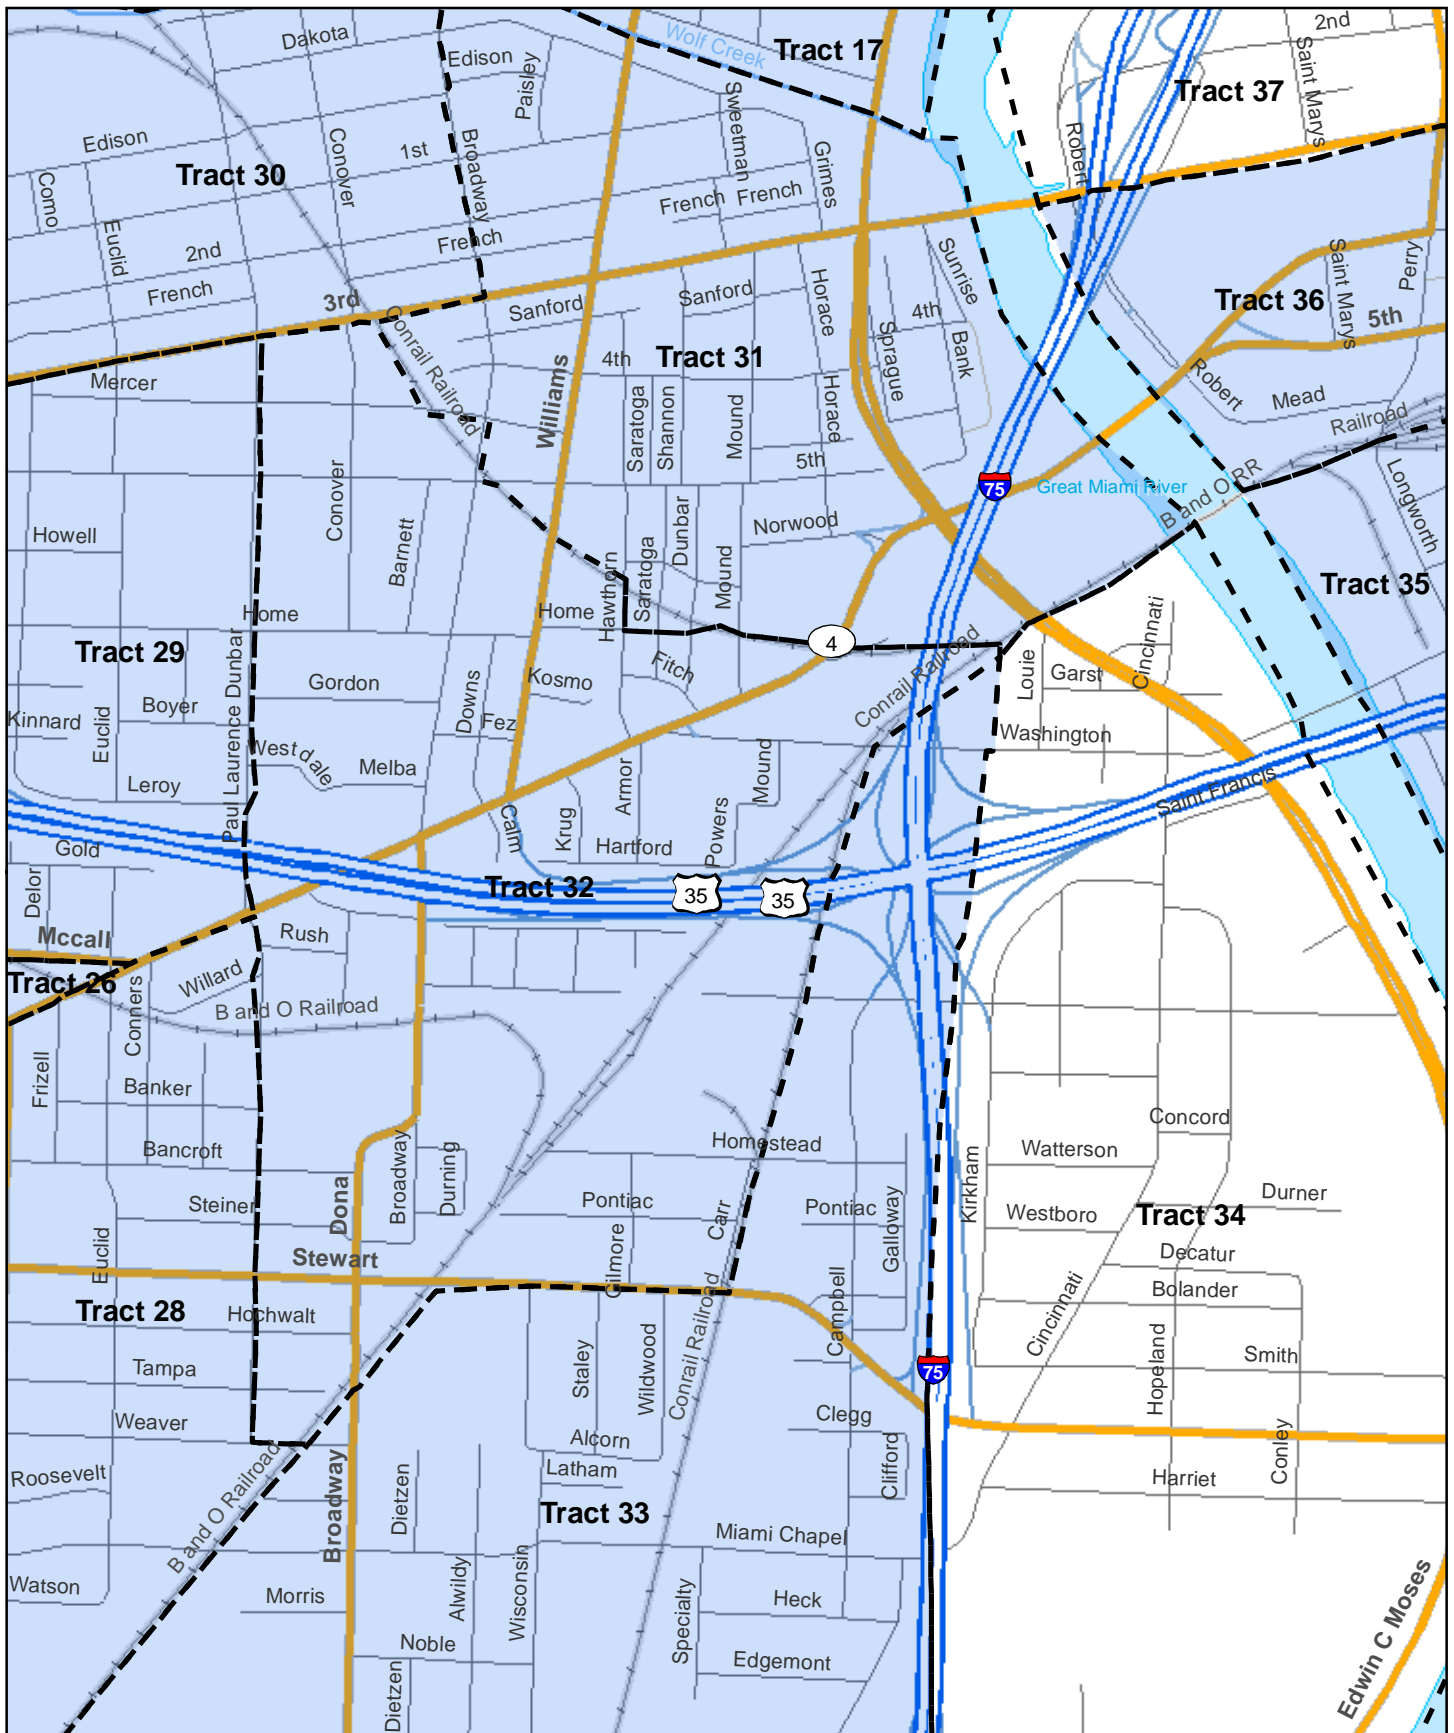 Dakota
Wolf Creek
Tract 17
2nd
Edison
Paisley
Saint Marys
Tract 37
Sweetman
Edison
Conover
1st
Broadway
Grimes
Robert
Tract 30
Como
French
French
Euclid
2nd
French
Sunrise
Saint Marys
Perry
French
3rd
Sanford
Sanford
Horace
4th
Tract 36
5th
Conrail Railroad
Sprague
Bank
4th
Tract 31
Mercer
Williams
Saratoga
Shannon
Mound
Horace
Robert
Mead
Railroad
5th
75
Great Miami River
B and O RR
Longworth
Conover
Howell
Barnett
Dunbar
Norwood
Saratoga
Mound
Hawthorn
Tract 35
Home
Home
4
Tract 29
Paul Laurence Dunbar
Gordon
Kosmo
Fitch
Conrail Railroad
Louie
Garst
Cincinnati
Kinnard
Euclid
Boyer
Downs
Fez
Washington
Westdale
Melba
Leroy
Armor
Mound
Saint Francis
Calm
Krug
Hartford
Powers
Gold
Delor
Tract 32
35
35
Mccall
Rush
Tract 26
Willard
Conners
B and O Railroad
Frizell
Banker
Concord
Bancroft
Broadway
Durning
Homestead
Watterson
Kirkham
Steiner
Dona
Pontiac
Carr
Pontiac
Galloway
Westboro
Tract 34
Durner
Euclid
Stewart
Gilmore
Decatur
Campbell
Bolander
Tract 28
Hochwalt
Cincinnati
Conrail Railroad
Staley
Wildwood
Hopeland
Smith
Tampa
75
Weaver
Clegg
Alcorn
Conley
Roosevelt
B and O Railroad
Broadway
Dietzen
Latham
Clifford
Harriet
Tract 33
Miami Chapel
Watson
Morris
Alwildy
Wisconsin
Specialty
Heck
Edwin C Moses
Noble
Edgemont
Dietzen